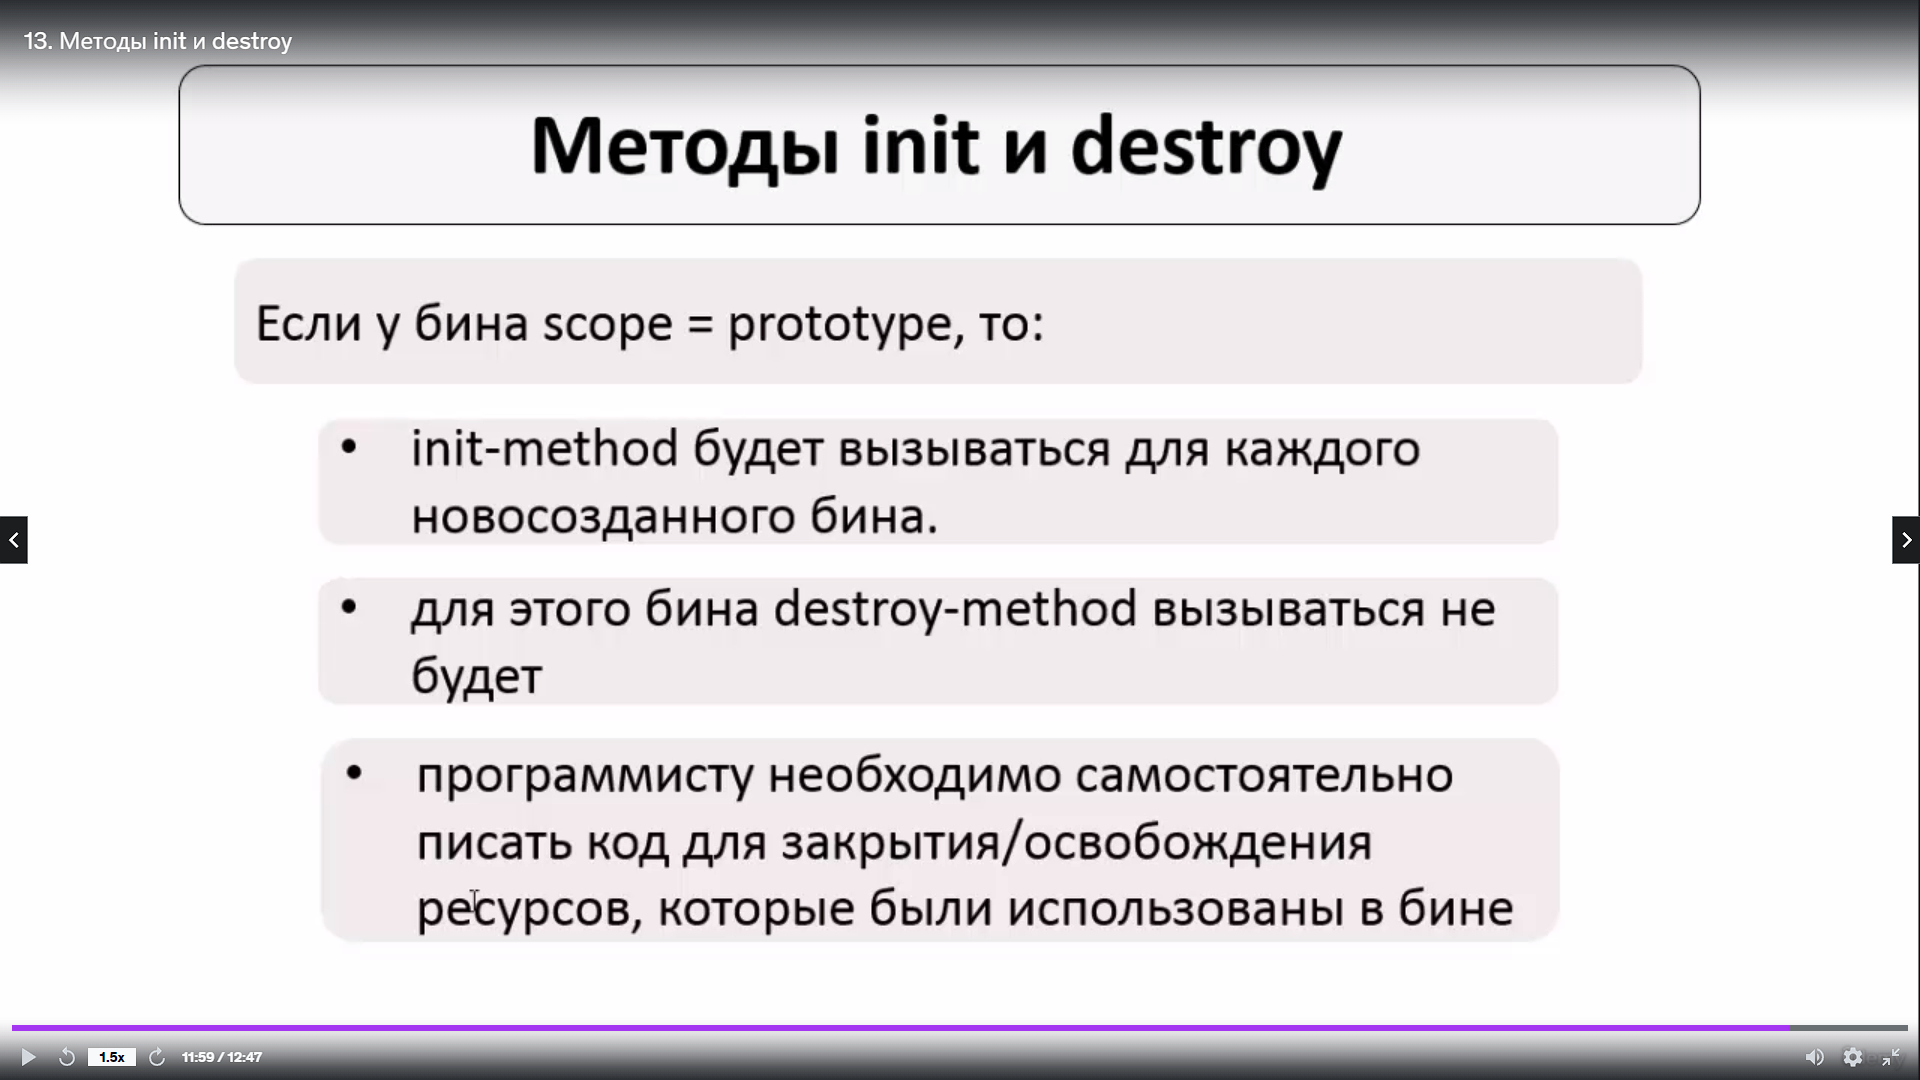 13. Методы init и destroy
Методы init и destroy
Если у бина scope = prototype, то:
• init-method будет вызываться для каждого
новосозданного бина.
• для этого бина destroy-method вызываться не
будет
• программисту необходимо самостоятельно
писать код для закрытия/освобождения
ресурсов, которые были использованы в бине
1.5x
11:59 / 12:47